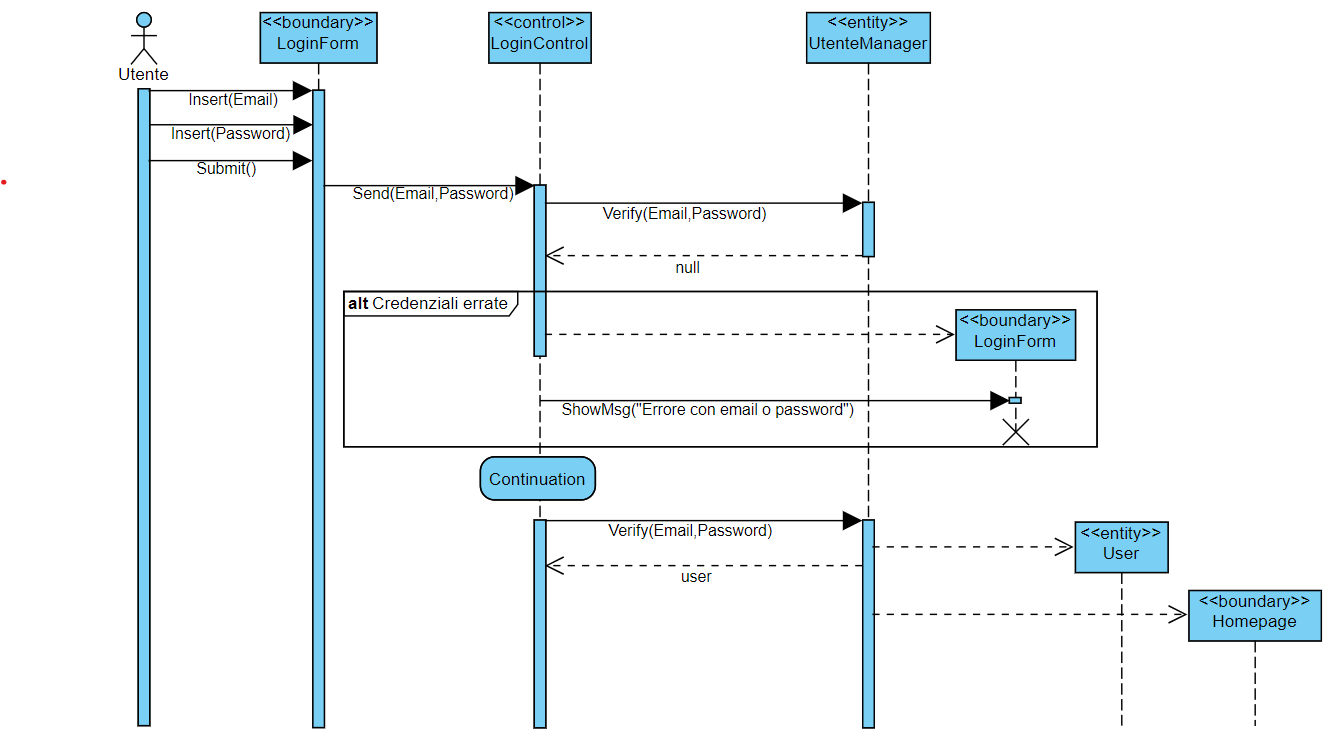 <<boundary>>
LoginForm
<<control>>
LoginControl
<<entity>>
UtenteManager
Utente
Insert(Email)
Insert(Password)
Submit()
Send(Email,Password)
Verify(Email,Password)
null
alt Credenziali errate
<<boundary>>
LoginForm
ShowMsg("Errore con email o password")
Continuation
Verify(Email,Password)
<<entity>>
User
user
<<boundary>>
Homepage